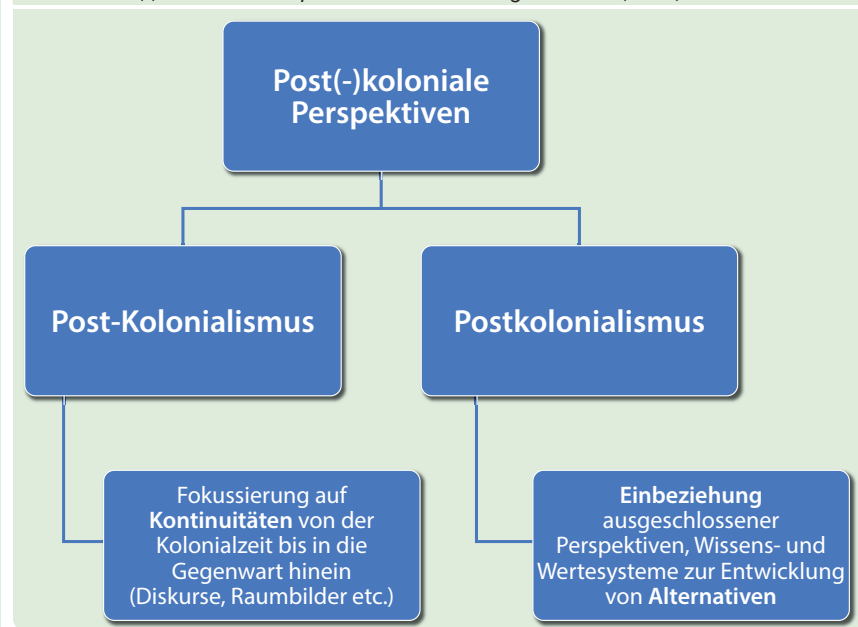 Post(-)koloniale
Perspektiven
Post-Kolonialismus
Postkolonialismus
Fokussierung auf
Kontinuitäten von der
Kolonialzeit bis in die
Gegenwart hinein
(Diskurse, Raumbilder etc.)
Einbeziehung
ausgeschlossener
Perspektiven, Wissens- und
Wertesysteme zur Entwicklung
von Alternativen